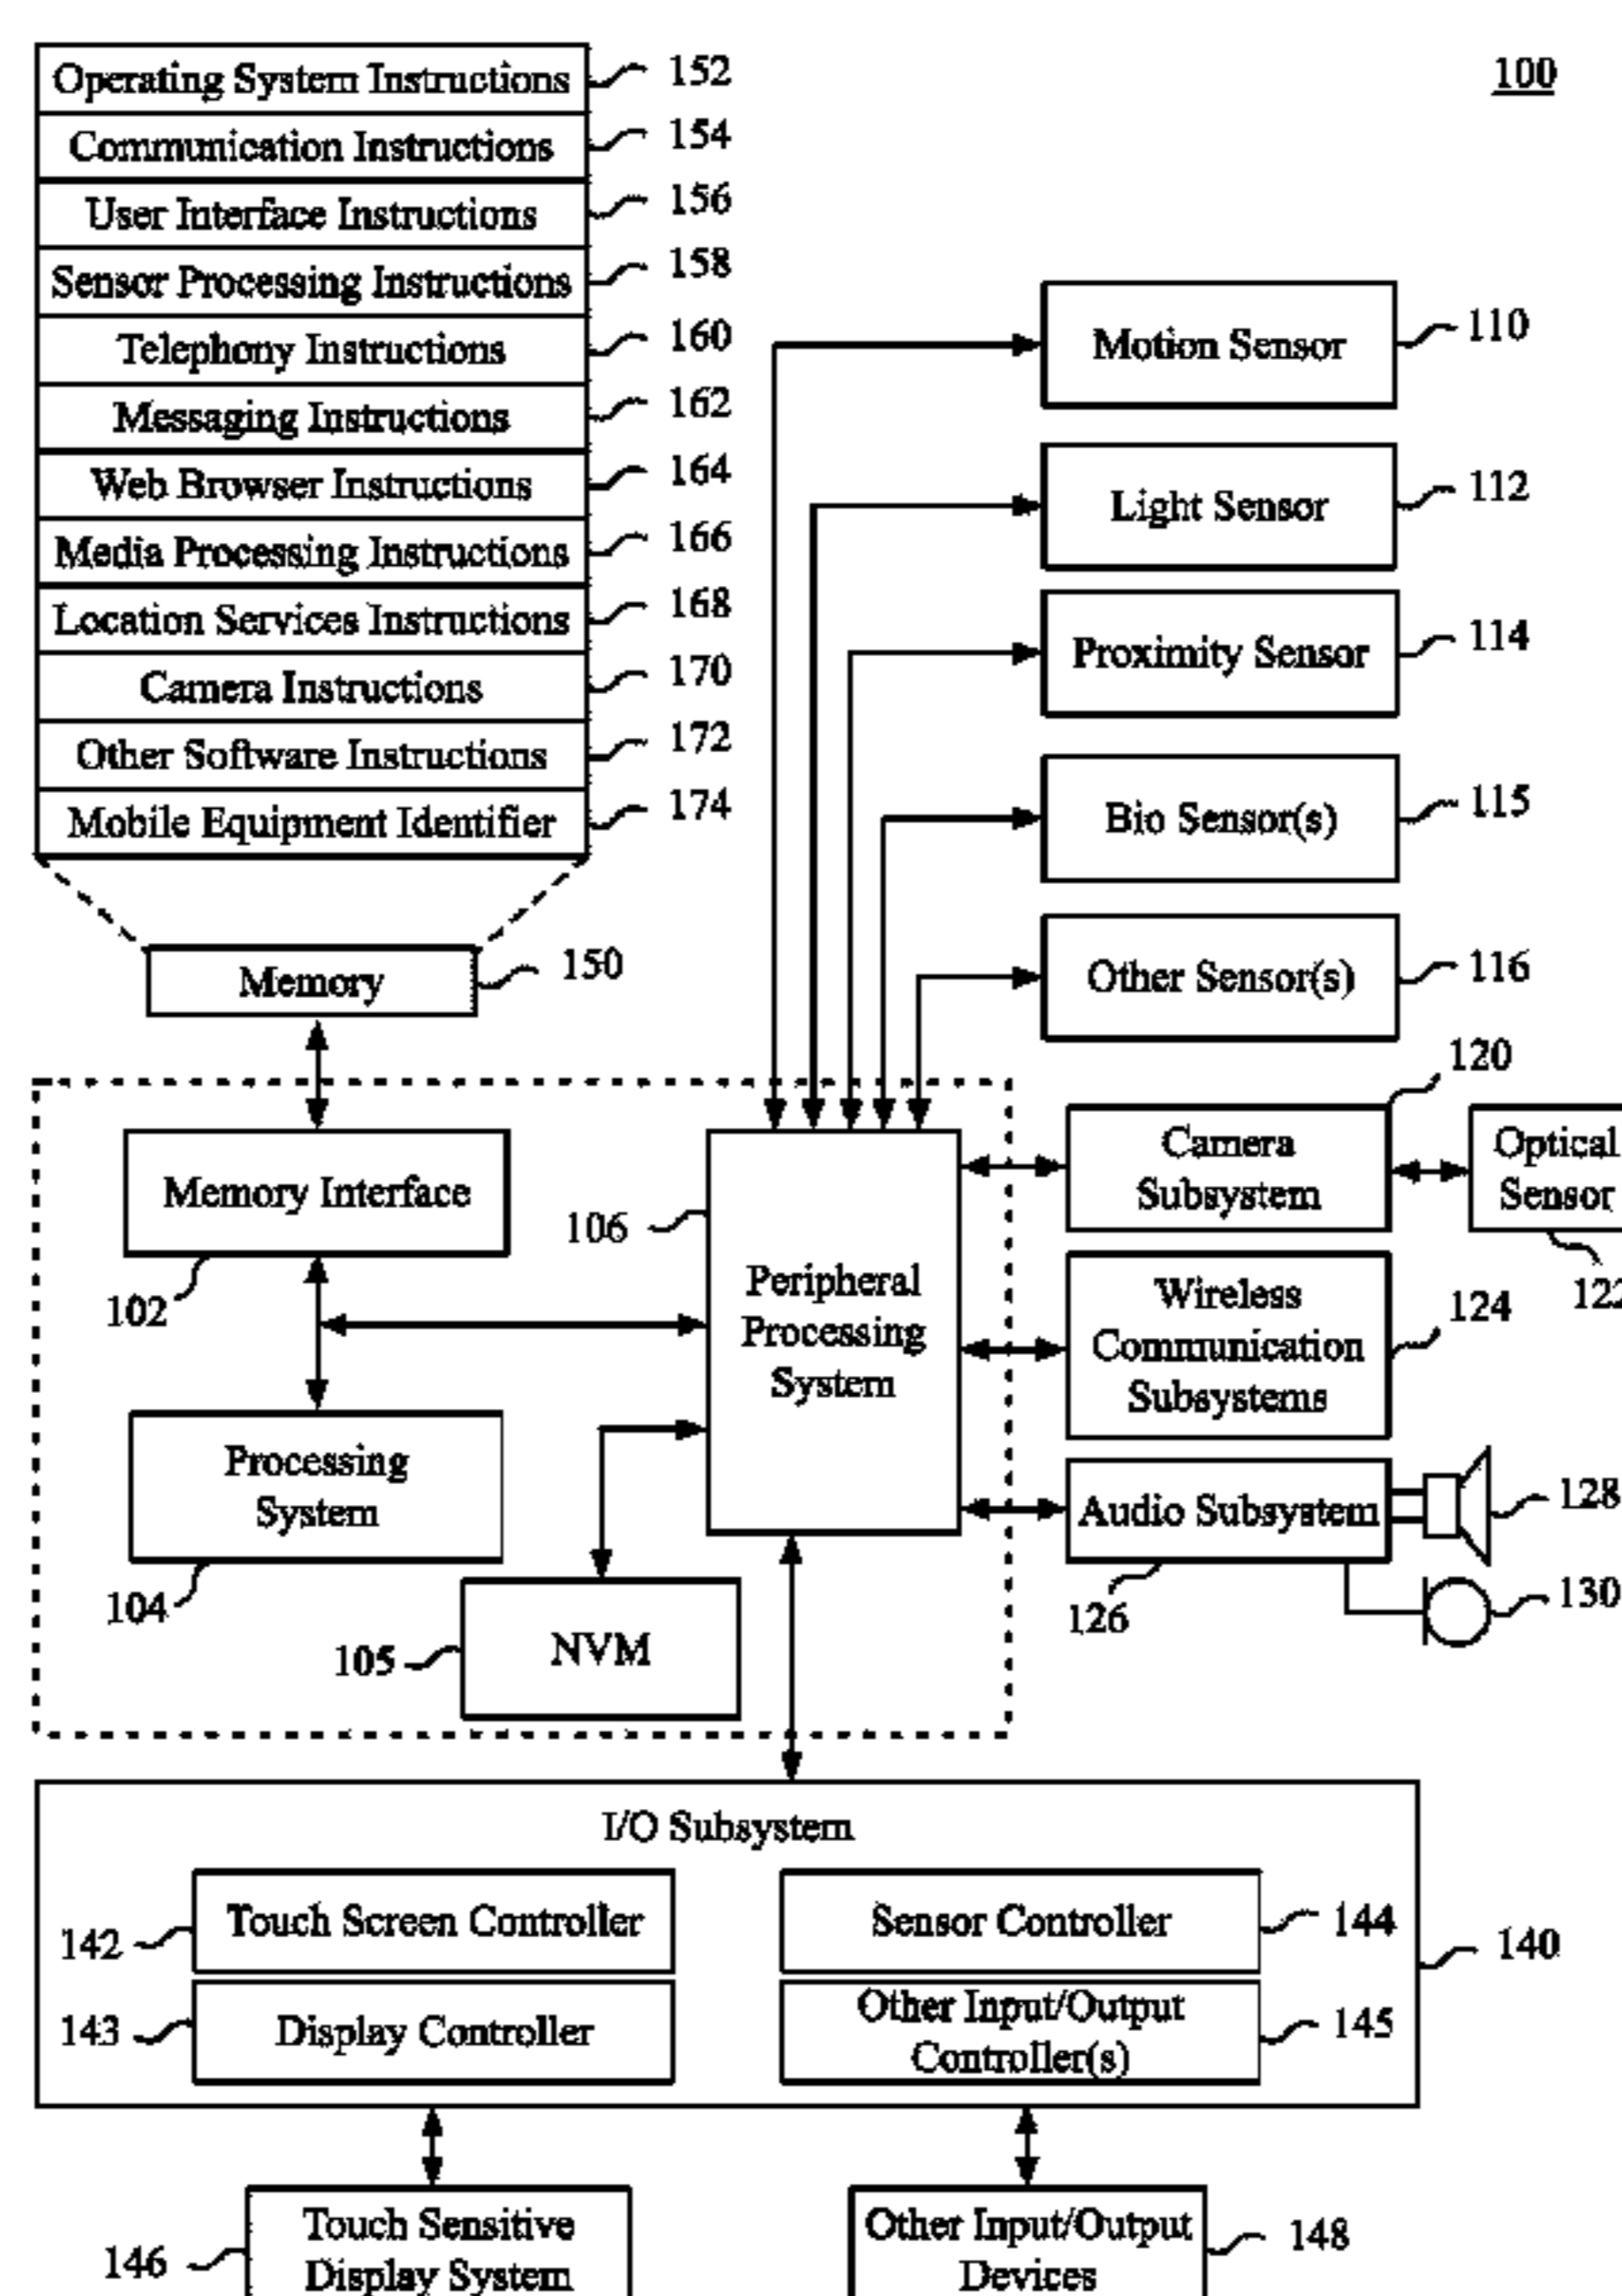 100
Operating System Instructions 152
Communication Instructions 154
User Interface Instructions 156
Sensor Processing Instructions 158
Telephony Instructions 160
Messaging Instructions 162
Web Browser Instructions 164
Media Processing Instructions 166
Location Services Instructions 168
Camera Instructions 170
Other Software Instructions 172
Mobile Equipment Identifier 174
Memory 150
Motion Sensor 110
Light Sensor 112
Proximity Sensor 114
Bio Sensor(s) 115
Other Sensor(s) 116
Memory Interface
102
Processing
System
104
105 NVM
106
Peripheral
Processing
System
120
Camera
Subsystem
Optical
Sensor
122
Wireless
Communication
Subsystems
124
Audio Subsystem
126
128
130
I/O Subsystem
140
142 Touch Screen Controller
143 Display Controller
Sensor Controller 144
Other Input/Output
Controller(s)
145
146
Touch Sensitive
Display System
Other Input/Output
Devices
148